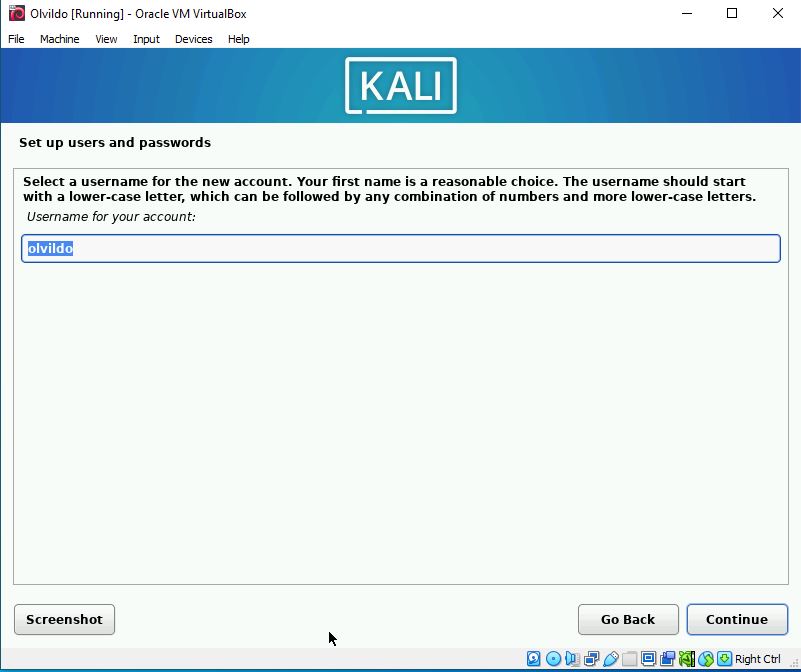 Olvildo [Running] - Oracle VM VirtualBox
File Machine View Input Devices Help
KALI
Set up users and passwords
Select a username for the new account. Your first name is a reasonable choice. The username should start
with a lower-case letter, which can be followed by any combination of numbers and more lower-case letters.
Username for your account:
olvildo
Screenshot Go Back Continue
Right Ctrl